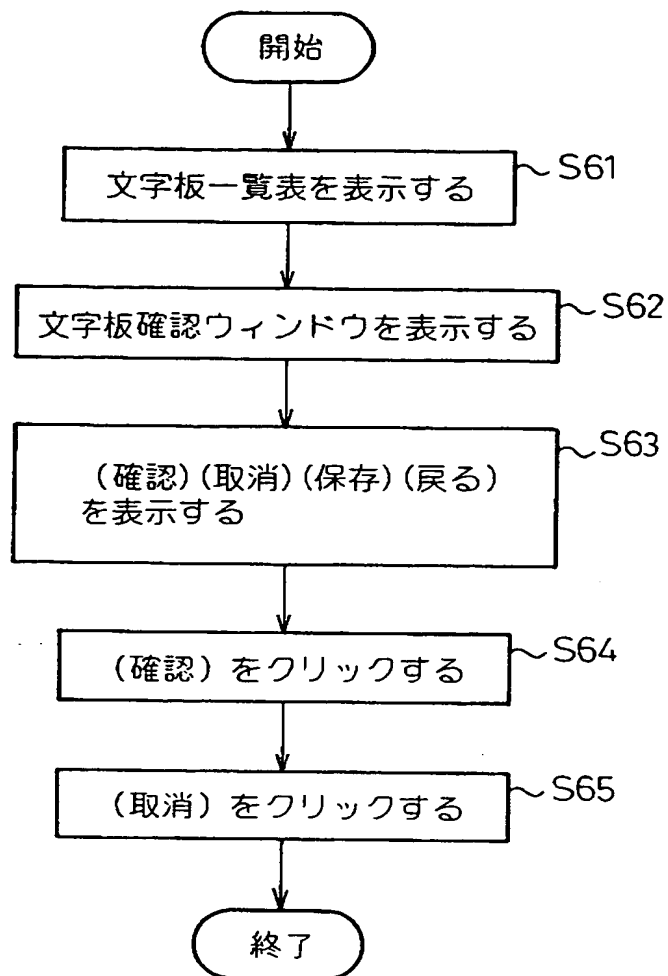 開始
文字板一覧表を表示する
S61
文字板確認ウィンドウを表示する
S62
(確認)(取消)(保存)(戻る)
を表示する
S63
(確認)をクリックする
S64
(取消)をクリックする
S65
終了